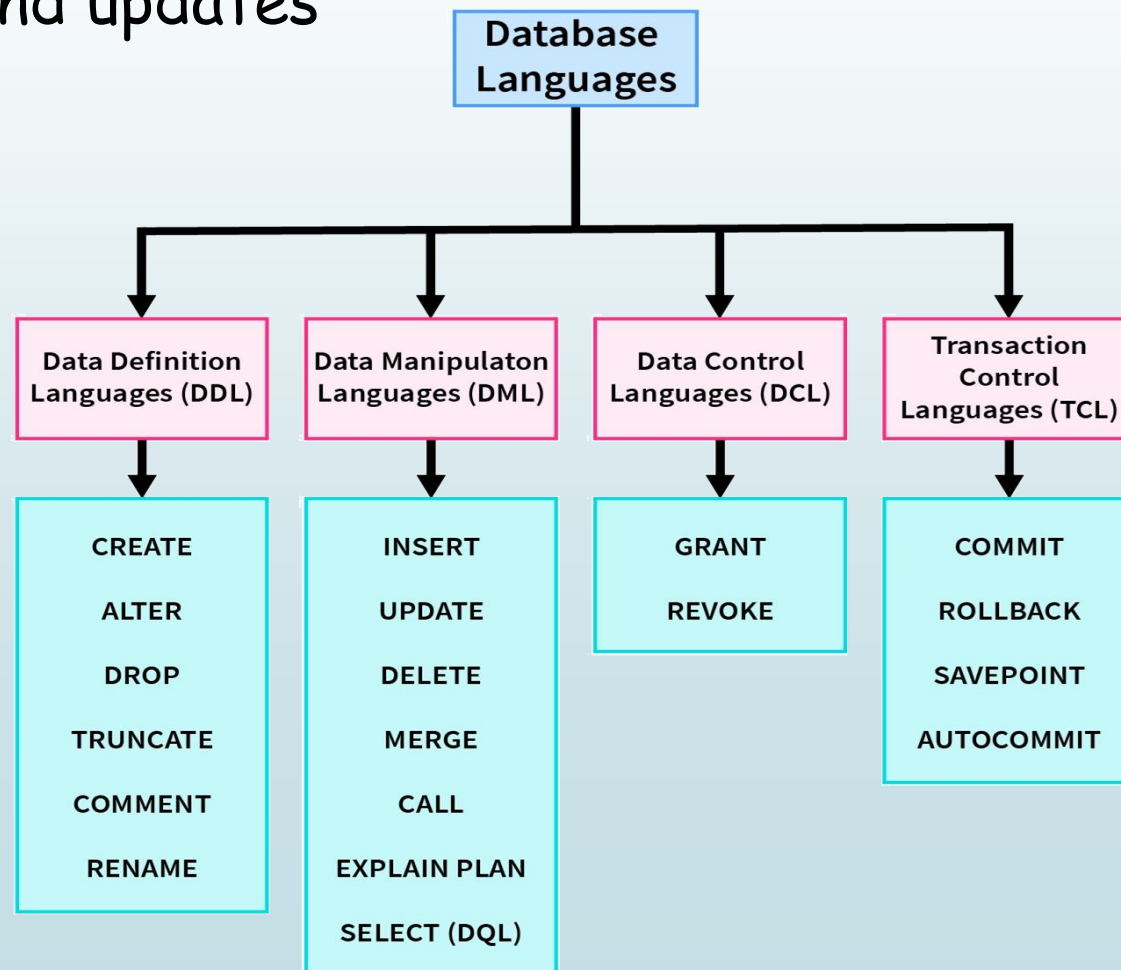 and updates
Database
Languages
Data Definition
Languages (DDL)
Data Manipulaton
Languages (DML)
Data Control
Languages (DCL)
Transaction
Control
Languages (TCL)
CREATE
ALTER
DROP
TRUNCATE
COMMENT
RENAME
INSERT
UPDATE
DELETE
MERGE
CALL
EXPLAIN PLAN
SELECT (DQL)
GRANT
REVOKE
COMMIT
ROLLBACK
SAVEPOINT
AUTOCOMMIT